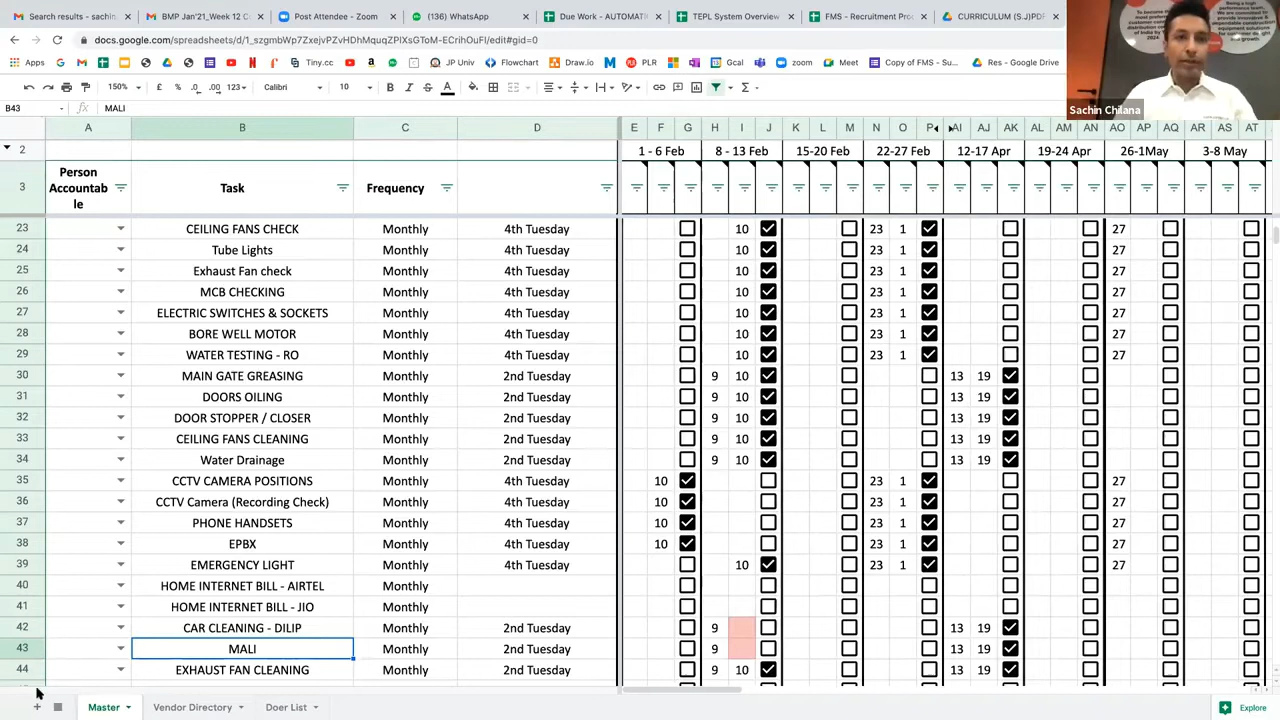 Search results - sachin
BMP Jan'21_Week 12 C
Post Attendee - Zoom
(13) WhatsApp
The Work - AUTOMATI
TEPL System Overview
FMS - Recruitment Pro
CURRICULUM (S.JPJPD
Apps
Tiny.cc
JP Univ
Flowchart
Draw.io
PLR
Gcal
zoom
Meet
Copy of FMS - Su...
Res - Google Drive
150%
£ % .0 .00 123
Calibri
10
B I S A
B43
fx MALI
A B D E F G H I J K L M N O P AI AJ AK AL AM AN AO AP AQ AR AS AT
2 1 - 6 Feb 8 - 13 Feb 15-20 Feb 22-27 Feb 12-17 Apr 19-24 Apr 26-1May 3-8 May
3 Person Accountab le Task Frequency
23 CEILING FANS CHECK Monthly 4th Tuesday 10 23 1 27
24 Tube Lights Monthly 4th Tuesday 10 23 1 27
25 Exhaust Fan check Monthly 4th Tuesday 10 23 1 27
26 MCB CHECKING Monthly 4th Tuesday 10 23 1 27
27 ELECTRIC SWITCHES & SOCKETS Monthly 4th Tuesday 10 23 1 27
28 BORE WELL MOTOR Monthly 4th Tuesday 10 23 1 27
29 WATER TESTING - RO Monthly 4th Tuesday 10 23 1 27
30 MAIN GATE GREASING Monthly 2nd Tuesday 9 10 13 19
31 DOORS OILING Monthly 2nd Tuesday 9 10 13 19
32 DOOR STOPPER / CLOSER Monthly 2nd Tuesday 9 10 13 19
33 CEILING FANS CLEANING Monthly 2nd Tuesday 9 10 13 19
34 Water Drainage Monthly 2nd Tuesday 9 10 13 19
35 CCTV CAMERA POSITIONS Monthly 4th Tuesday 10 23 1 27
36 CCTV Camera (Recording Check) Monthly 4th Tuesday 10 23 1 27
37 PHONE HANDSETS Monthly 4th Tuesday 10 23 1 27
38 EPBX Monthly 4th Tuesday 10 23 1 27
39 EMERGENCY LIGHT Monthly 4th Tuesday 10 23 1 27
40 HOME INTERNET BILL - AIRTEL Monthly
41 HOME INTERNET BILL - JIO Monthly
42 CAR CLEANING - DILIP Monthly 2nd Tuesday 9 13 19
43 MALI Monthly 2nd Tuesday 9 13 19
44 EXHAUST FAN CLEANING Monthly 2nd Tuesday 9 10 13 19
Master
Vendor Directory
Doer List
Explore
Sachin Chilana